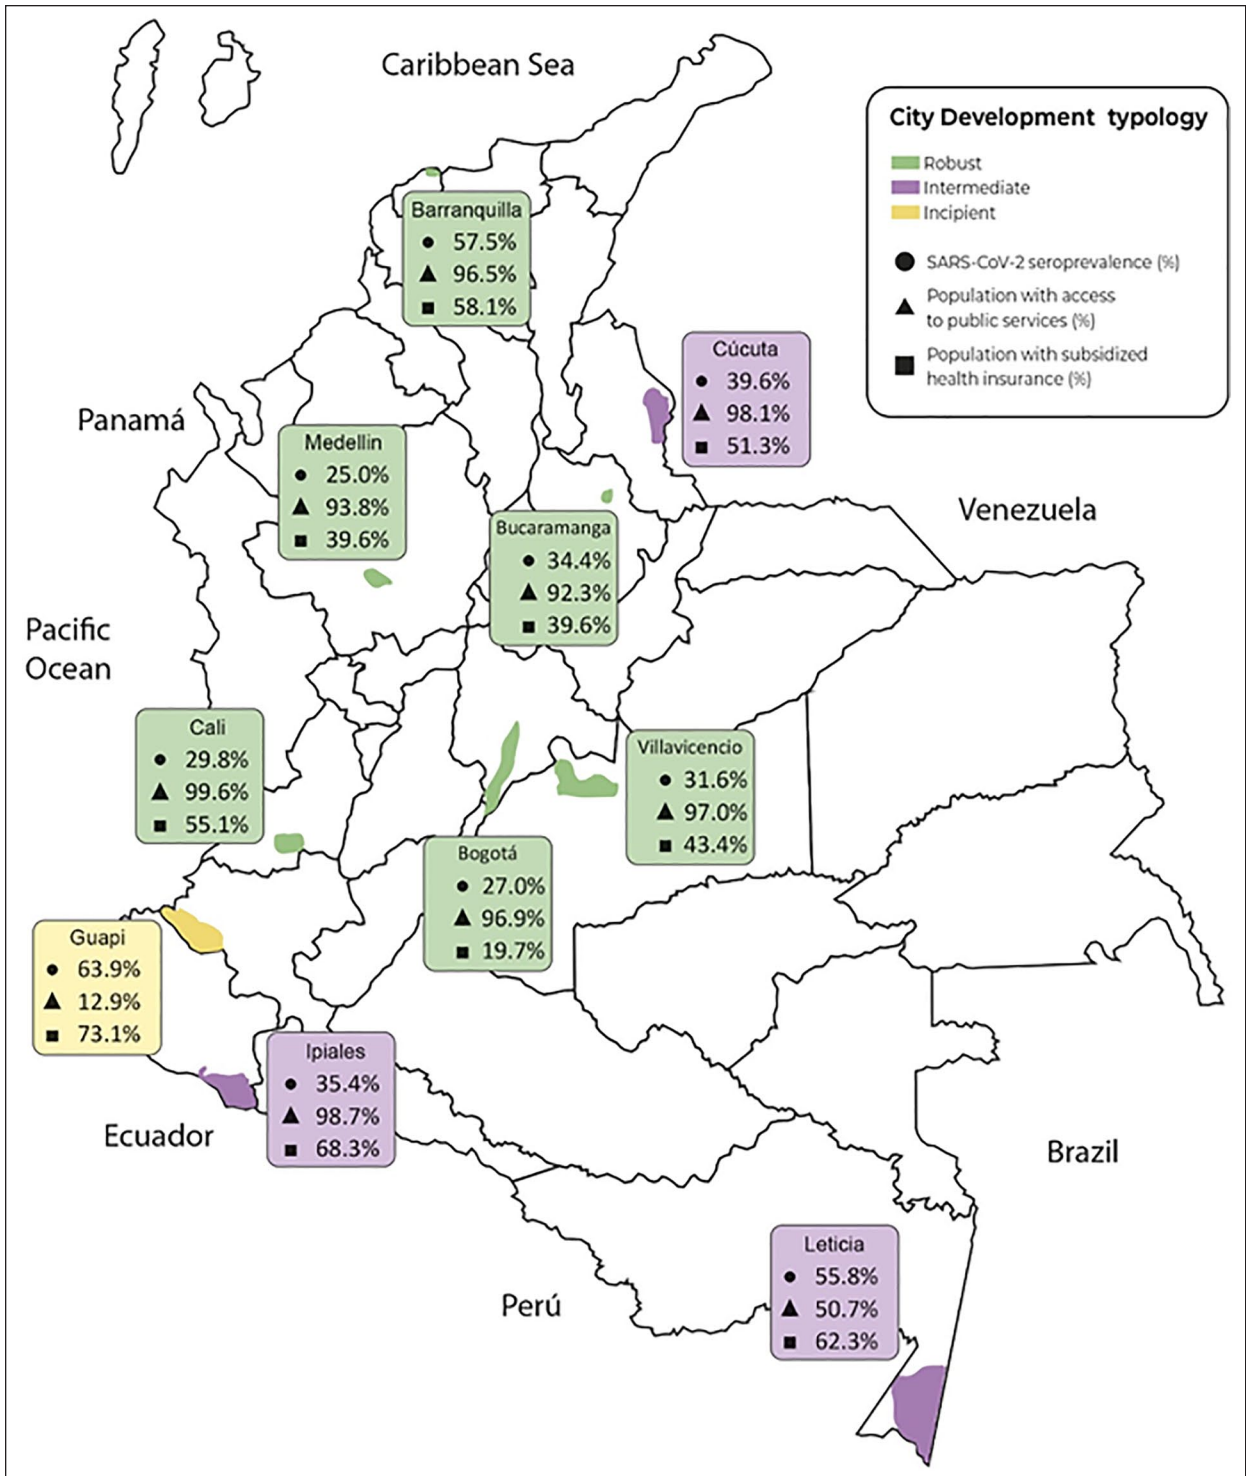 Caribbean Sea
City Development typology
Robust
Intermediate
Incipient
SARS-CoV-2 seroprevalence (%)
Population with access
to public services (%)
Population with subsidized
health insurance (%)
Barranquilla
57.5%
96.5%
58.1%
Cúcuta
39.6%
98.1%
51.3%
Panamá
Medellin
25.0%
93.8%
39.6%
Venezuela
Bucaramanga
34.4%
92.3%
39.6%
Pacific
Ocean
Cali
29.8%
99.6%
55.1%
Villavicencio
31.6%
97.0%
43.4%
Bogotá
27.0%
96.9%
19.7%
Guapi
63.9%
12.9%
73.1%
Ipiales
35.4%
98.7%
68.3%
Ecuador
Brazil
Leticia
55.8%
50.7%
62.3%
Perú